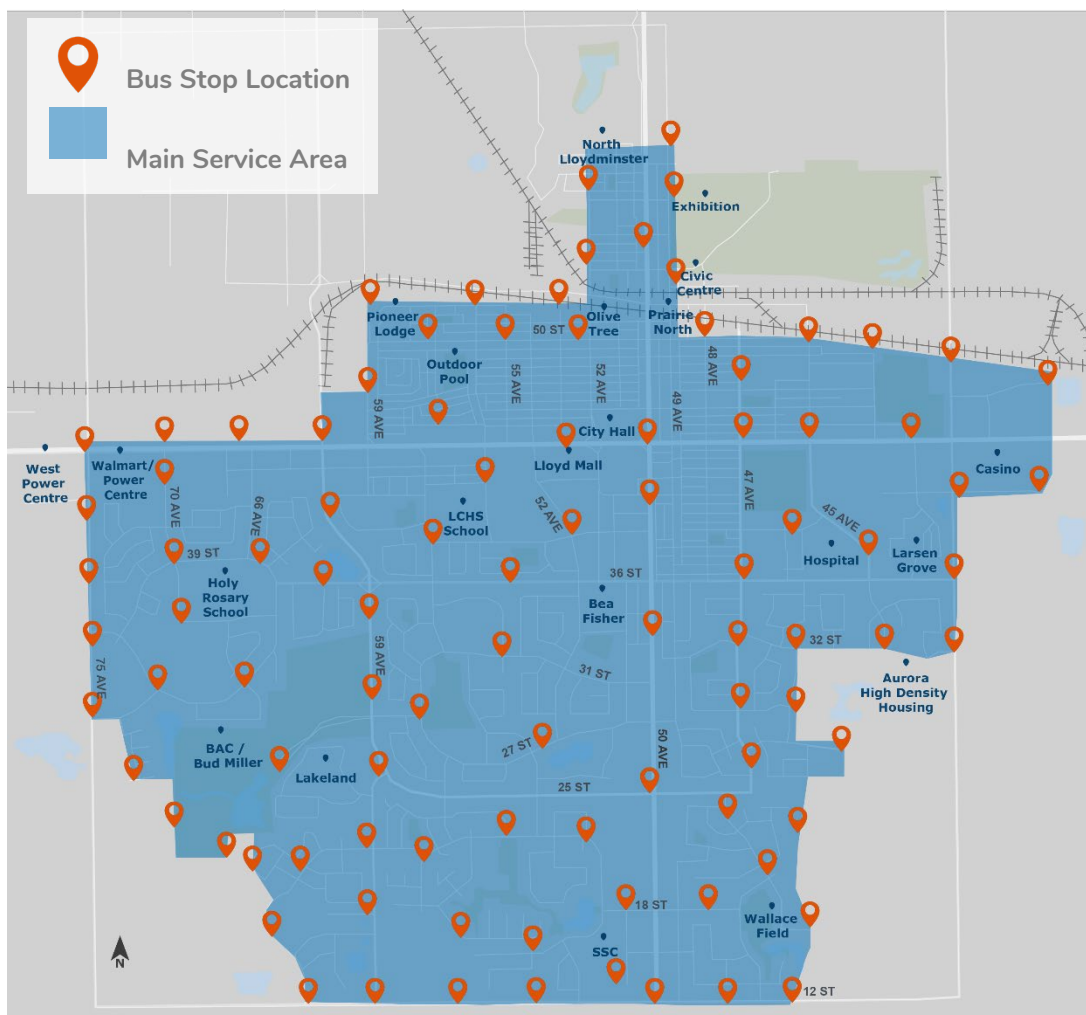 Bus Stop Location
Main Service Area
North
Lloydminster
Exhibition
Civic
Centre
Pioneer
Lodge
50 ST
Olive
Tree
Prairie
North
Outdoor
Pool
48 AVE
55 AVE
52 AVE
59 AVE
49 AVE
City Hall
West
Power
Centre
Walmart/
Power
Centre
Lloyd Mall
Casino
70 AVE
66 AVE
LCHS
School
52 AVE
47 AVE
45 AVE
39 ST
Holy
Rosary
School
36 ST
Hospital
Larsen
Grove
Bea
Fisher
32 ST
59 AVE
31 ST
75 AVE
Aurora
High Density
Housing
BAC /
Bud Miller
Lakeland
27 ST
50 AVE
25 ST
18 ST
Wallace
Field
SSC
N
12 ST